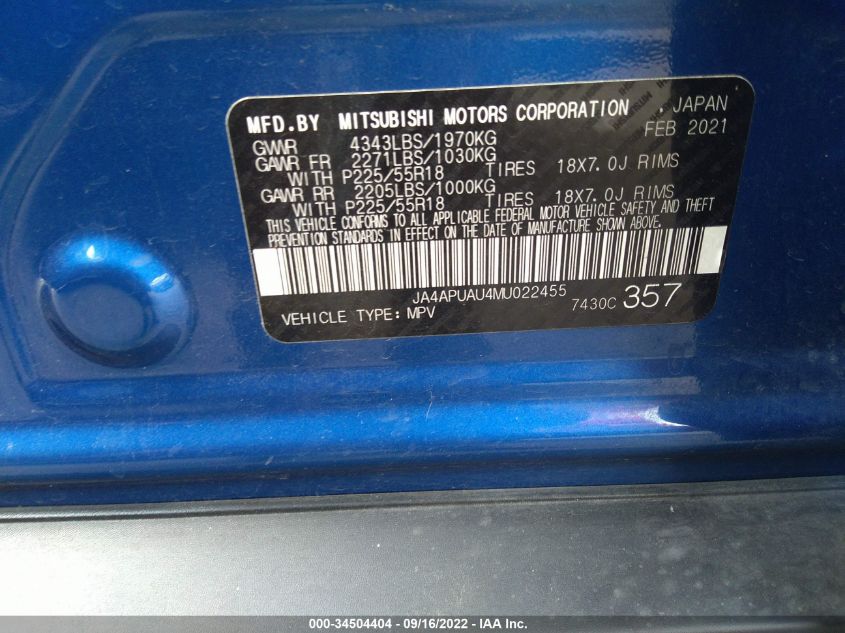 MFD.BY MITSUBISHI MOTORS CORPORATION , JAPAN
GWWR 4343LBS/1970KG FEB 2021
GAWR FR 2271LBS/1030KG
WITH P225/55R18 TIRES 18X7.0J RIMS
GAWR RR 2205LBS/1000KG
WITH P225/55R18 TIRES 18X7.0J RIMS
THIS VEHICLE CONFORMS TO ALL APPLICABLE FEDERAL MOTOR VEHICLE SAFETY AND THEFT
PREVENTION STANDARDS IN EFFECT ON THE DATE OF MANUFACTURE SHOWN ABOVE.
JA4APUAU4MU022455
VEHICLE TYPE: MPV 7430C 357
000-34504404 - 09/16/2022 - IAA Inc.